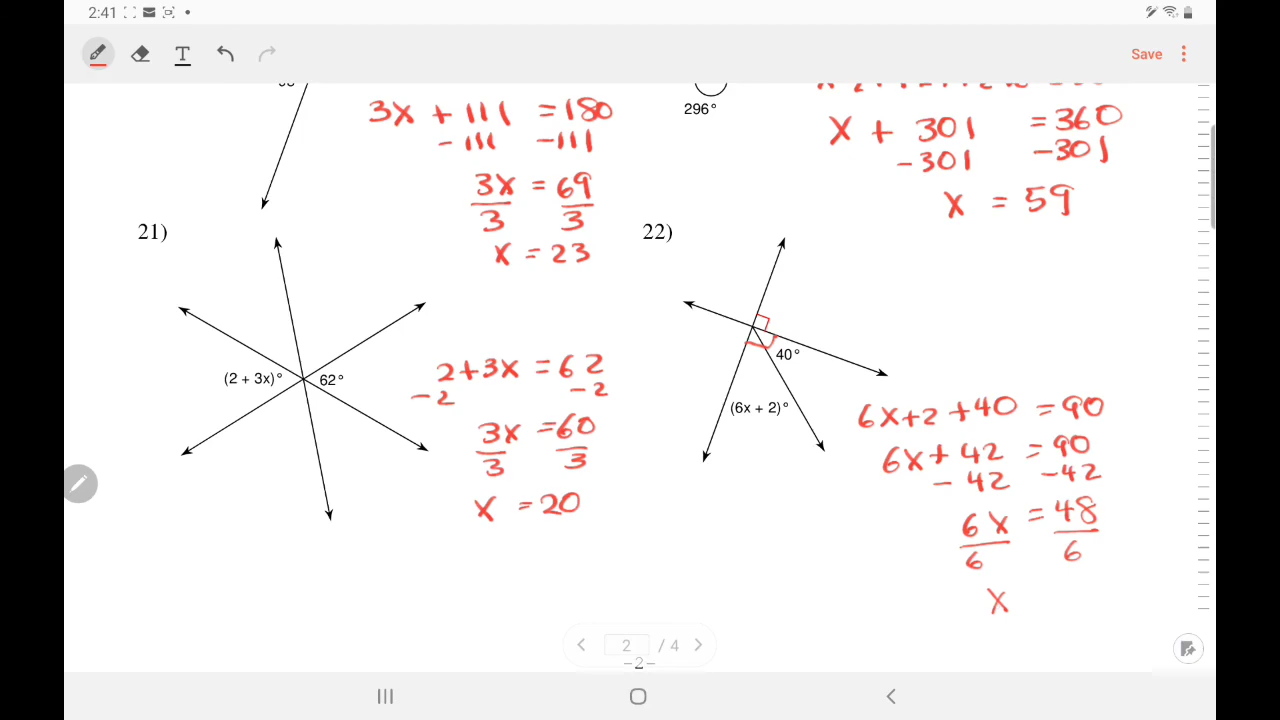 2:41
Save
3x + 111 = 180
- 111 -111
3x = 69
3 3
x = 23
296°
x + 301 = 360
-301 -301
x = 59
21)
(2 + 3x)°
62°
2+3x = 62
-2 -2
3x = 60
3 3
x = 20
22)
40°
(6x + 2)°
6x+2 +40 = 90
6x+ 42 = 90
- 42 -42
6x = 48
6 6
x
2 / 4
-2-